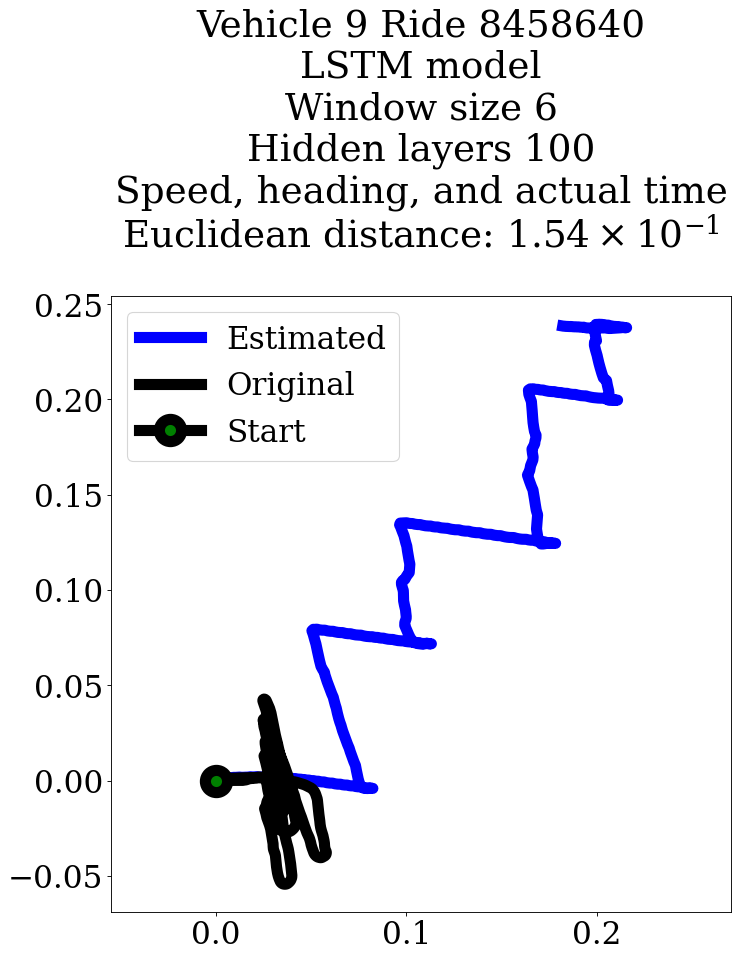 Vehicle 9 Ride 8458640
LSTM model
Window size 6
Hidden layers 100
Speed, heading, and actual time
Euclidean distance: 1.54 × 10⁻¹
0.25
0.20
0.15
0.10
0.05
0.00
−0.05
Estimated
Original
Start
0.0 0.1 0.2